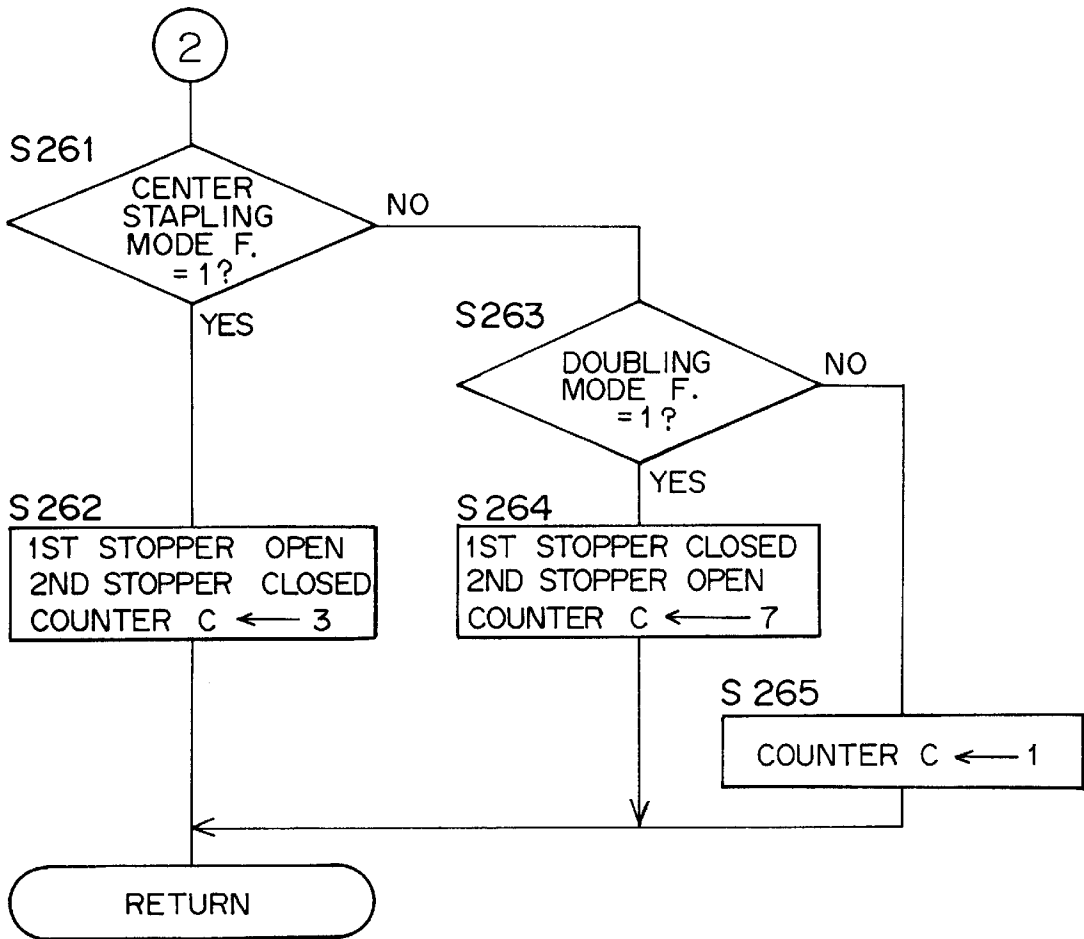 2
S261
CENTER
STAPLING
MODE F.
=1?
NO
YES
S263
DOUBLING
MODE F.
=1?
NO
YES
S262
1ST STOPPER OPEN
2ND STOPPER CLOSED
COUNTER C ← 3
S264
1ST STOPPER CLOSED
2ND STOPPER OPEN
COUNTER C ← 7
S265
COUNTER C ← 1
RETURN